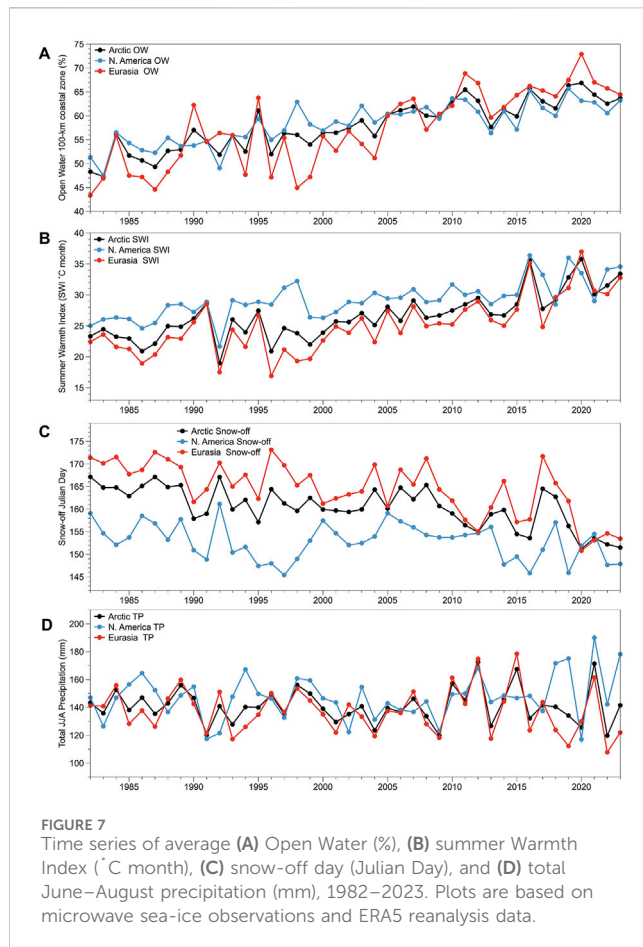 A
Arctic OW
N. America OW
Eurasia OW
Open Water 100-km coastal zone (%)
75
70
65
60
55
50
45
40
1985 1990 1995 2000 2005 2010 2015 2020
B
Arctic SWI
N. America SWI
Eurasia SWI
Summer Warmth Index (SWI °C month)
40
35
30
25
20
15
1985 1990 1995 2000 2005 2010 2015 2020
C
Arctic Snow-off
N. America Snow-off
Eurasia Snow-off
Snow-off Julian Day
175
170
165
160
155
150
145
1985 1990 1995 2000 2005 2010 2015 2020
D
Arctic TP
N. America TP
Eurasia TP
Total JJA Precipitation (mm)
200
180
160
140
120
100
1985 1990 1995 2000 2005 2010 2015 2020
FIGURE 7
Time series of average (A) Open Water (%), (B) summer Warmth
Index (°C month), (C) snow-off day (Julian Day), and (D) total
June–August precipitation (mm), 1982–2023. Plots are based on
microwave sea-ice observations and ERA5 reanalysis data.